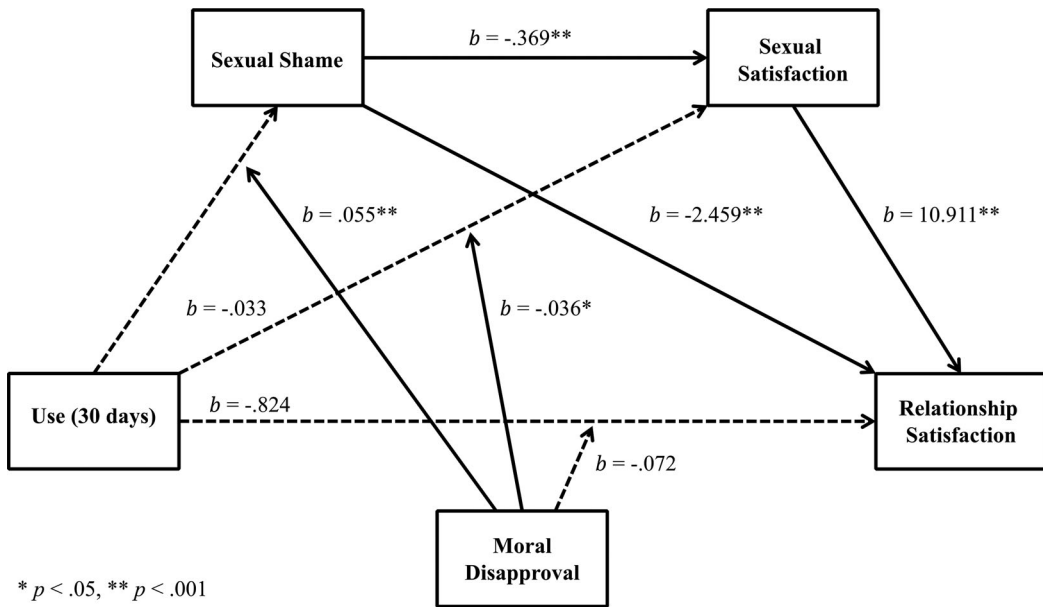 b = -.369**
Sexual Shame
Sexual
Satisfaction
b = .055**
b = -2.459**
b = 10.911**
b = -.033
b = -.036*
Use (30 days)
b = -.824
Relationship
Satisfaction
b = -.072
Moral
Disapproval
* p < .05, ** p < .001